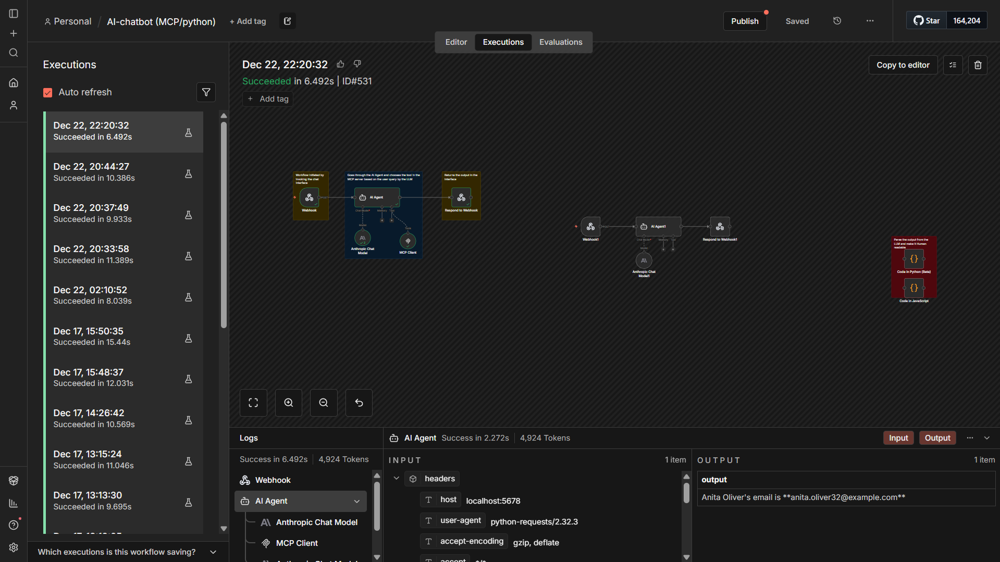 Personal / AI-chatbot (MCP/python) + Add tag
Publish Saved ... Star 164,204
Editor Executions Evaluations
Executions
Auto refresh
Dec 22, 22:20:32
Succeeded in 6.492s
Dec 22, 20:44:27
Succeeded in 10.386s
Dec 22, 20:37:49
Succeeded in 9.933s
Dec 22, 20:33:58
Succeeded in 11.389s
Dec 22, 02:10:52
Succeeded in 8.039s
Dec 17, 15:50:35
Succeeded in 15.44s
Dec 17, 15:48:37
Succeeded in 12.031s
Dec 17, 14:26:42
Succeeded in 10.569s
Dec 17, 13:15:24
Succeeded in 11.046s
Dec 17, 13:13:30
Succeeded in 9.695s
Which executions is this workflow saving?
Dec 22, 22:20:32
Succeeded in 6.492s | ID#531
+ Add tag
Copy to editor
Workflow initiated by
invoking the chat
interface
POST
Webhook
Goes through the AI Agent and chooses the tool in the
MCP server based on the user query by the LLM
AI Agent
Chat Model* Memory Tool
Model
Tools
2
Anthropic Chat
Model
MCP Client
Returns the output in the
interface
Respond to Webhook
POST
Webhook1
AI Agent1
Chat Model* Memory Tool
Model
Anthropic Chat
Model1
Respond to Webhook1
Parse the output from the
LLM and make it Human
readable
Code in Python (Beta)
Code in JavaScript
Logs
Success in 6.492s | 4,924 Tokens
Webhook
AI Agent
Anthropic Chat Model
MCP Client
AI Agent Success in 2.272s | 4,924 Tokens
Input Output ...
INPUT 1 item
headers
T host localhost:5678
T user-agent python-requests/2.32.3
T accept-encoding gzip, deflate
T accept */*
OUTPUT 1 item
output
Anita Oliver's email is **anita.oliver32@example.com**